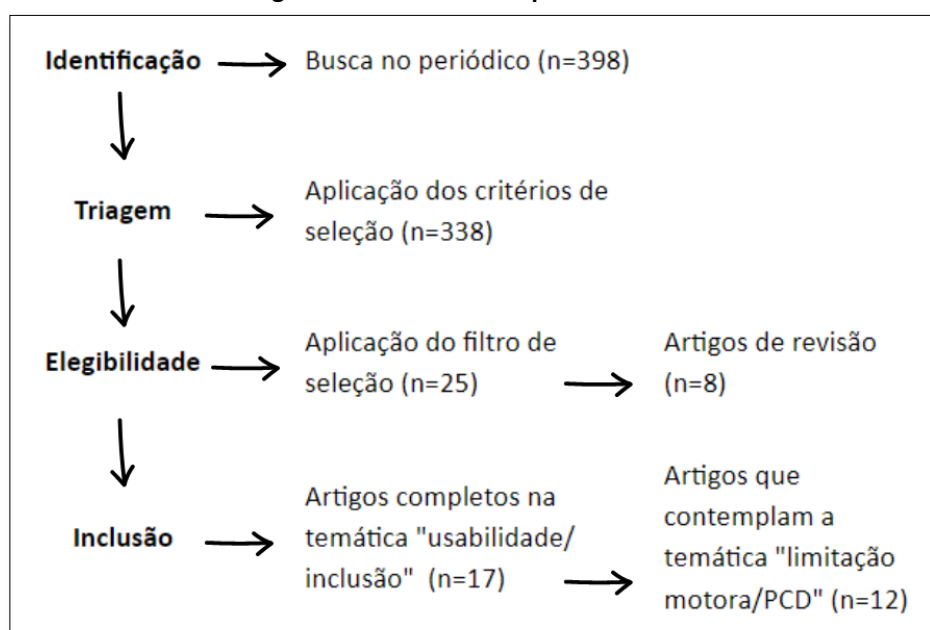 Identificação
Busca no periódico (n=398)
Triagem
Aplicação dos critérios de
seleção (n=338)
Elegibilidade
Aplicação do filtro de
seleção (n=25)
Artigos de revisão
(n=8)
Inclusão
Artigos completos na
temática "usabilidade/
inclusão" (n=17)
Artigos que
contemplam a
temática "limitação
motora/PCD" (n=12)